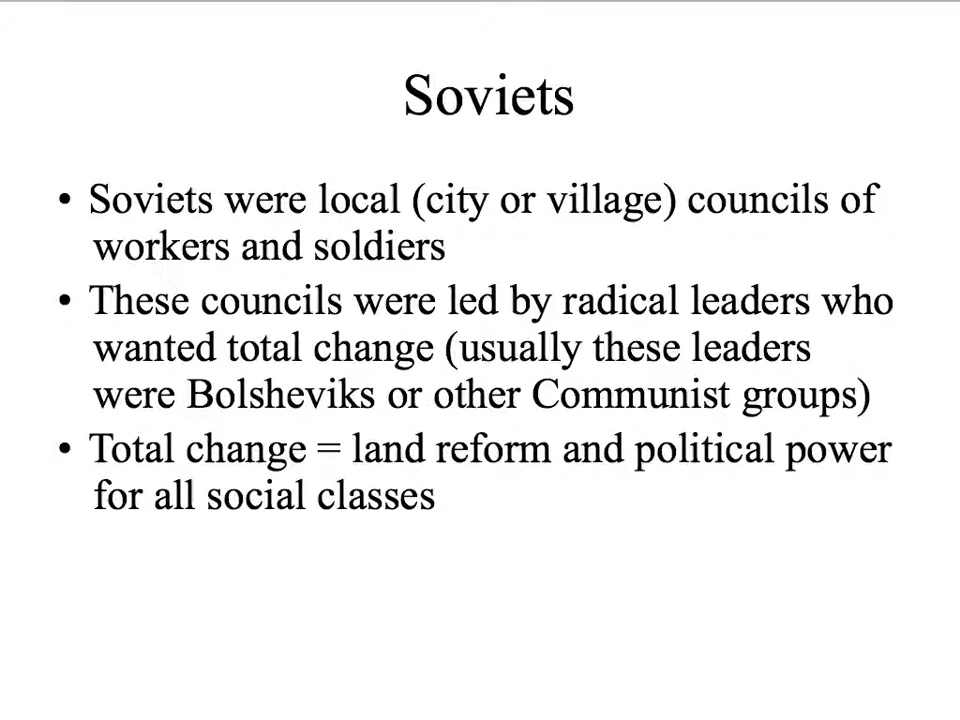 Soviets
• Soviets were local (city or village) councils of
workers and soldiers
• These councils were led by radical leaders who
wanted total change (usually these leaders
were Bolsheviks or other Communist groups)
• Total change = land reform and political power
for all social classes